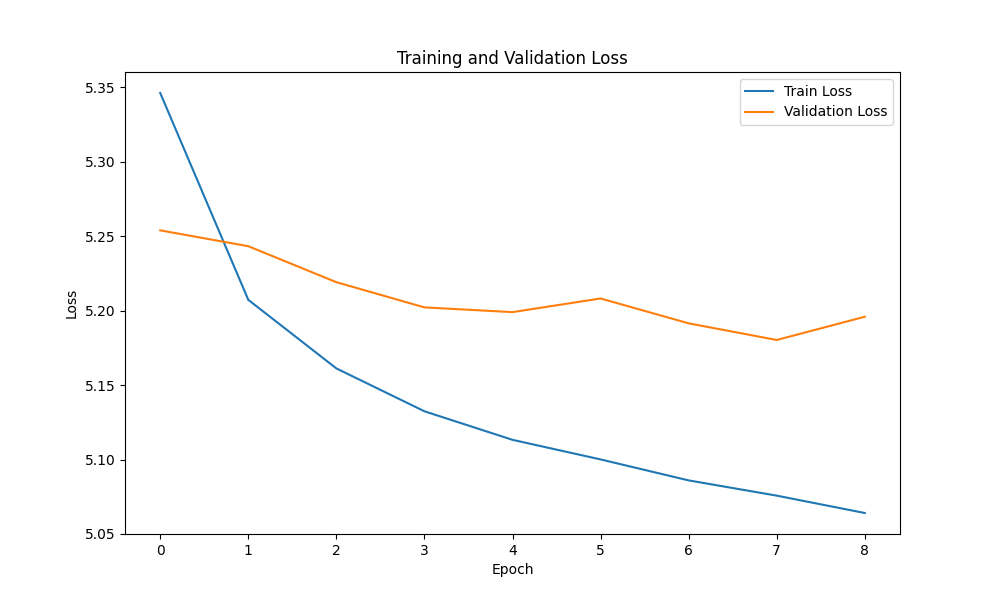 Training and Validation Loss
Train Loss
Validation Loss
5.35
5.30
5.25
5.20
5.15
5.10
5.05
Loss
0 1 2 3 4 5 6 7 8
Epoch